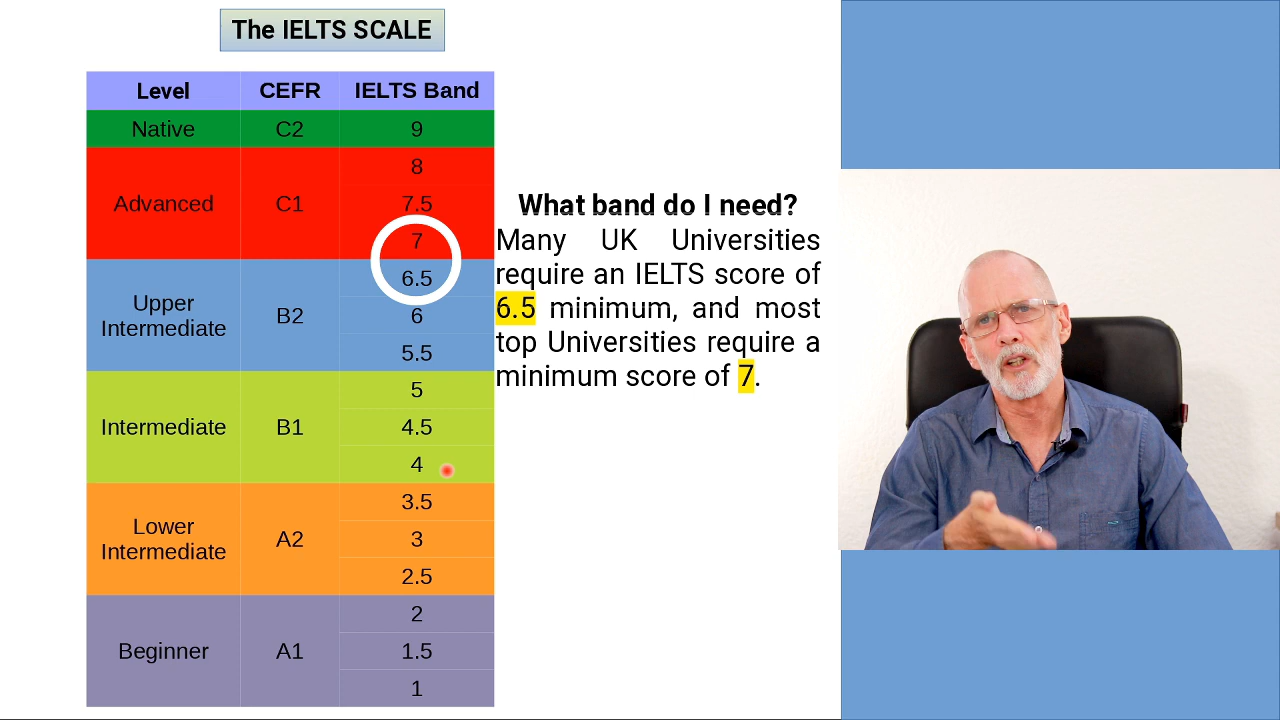 The IELTS SCALE
Level CEFR IELTS Band
Native C2 9
8
Advanced C1 7.5
7
6.5
Upper
Intermediate B2 6
5.5
5
Intermediate B1 4.5
4
3.5
Lower
Intermediate A2 3
2.5
2
Beginner A1 1.5
1
What band do I need?
Many UK Universities
require an IELTS score of
6.5 minimum, and most
top Universities require a
minimum score of 7.